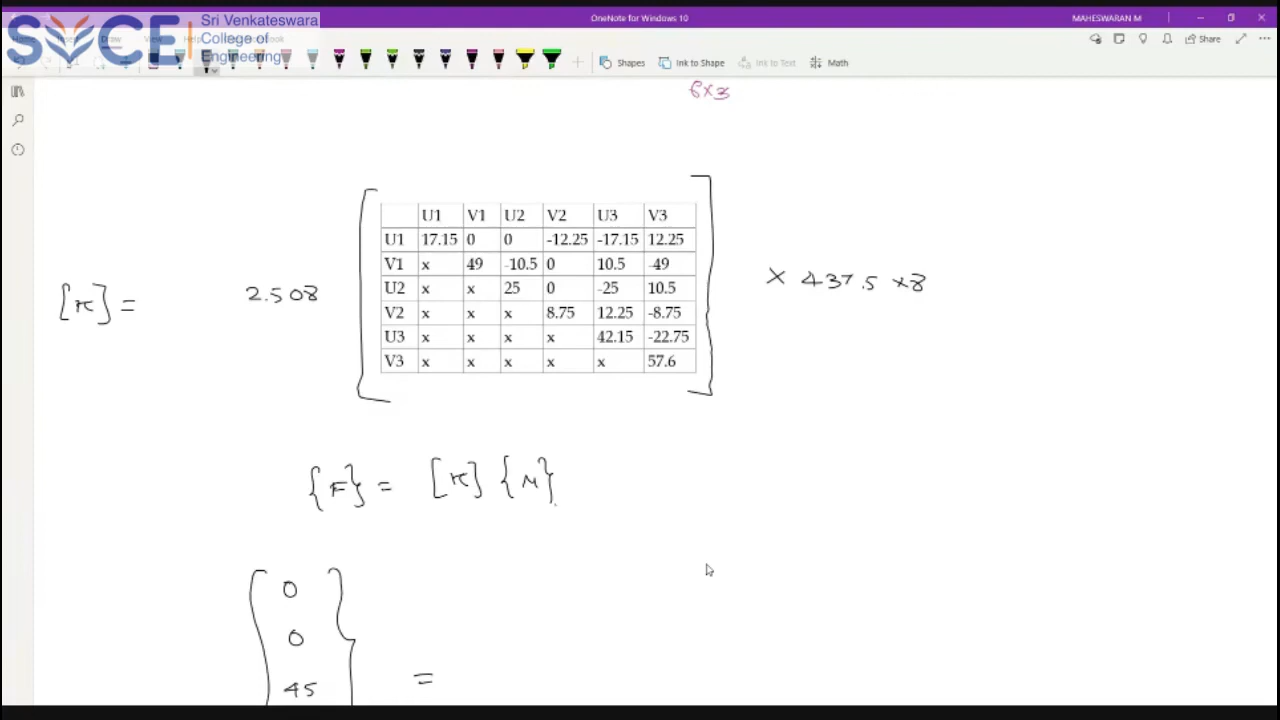 OneNote for Windows 10
MAHESWARAN M
SVCE
Sri Venkateswara
College of
Engineering
Share
Shapes
Ink to Shape
Ink to Text
Math
6x3
[K] =
2.508
U1 V1 U2 V2 U3 V3
U1 17.15 0 0 -12.25 -17.15 12.25
V1 x 49 -10.5 0 10.5 -49
U2 x x 25 0 -25 10.5
V2 x x x 8.75 12.25 -8.75
U3 x x x x 42.15 -22.75
V3 x x x x x 57.6
x 437.5 x8
{F} = [K] {u}
0
0
45
=